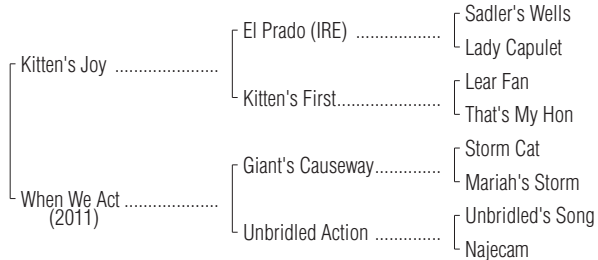 Sadler's Wells
El Prado (IRE) ..................
Lady Capulet
Kitten's Joy ......................
Lear Fan
Kitten's First......................
That's My Hon
Storm Cat
Giant's Causeway..............
Mariah's Storm
When We Act ....................
(2011)
Unbridled's Song
Unbridled Action ..............
Najecam